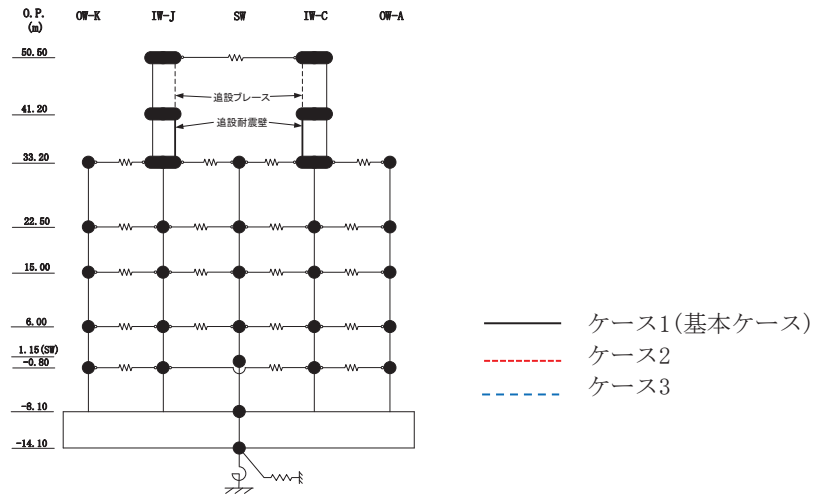 O.P.
(m)
OW-K IW-J SW IW-C OW-A
50.50
追設ブレース
41.20
追設耐震壁
33.20
22.50
15.00
6.00
1.15(SW)
-0.80
-8.10
-14.10
ケース1(基本ケース)
ケース2
ケース3